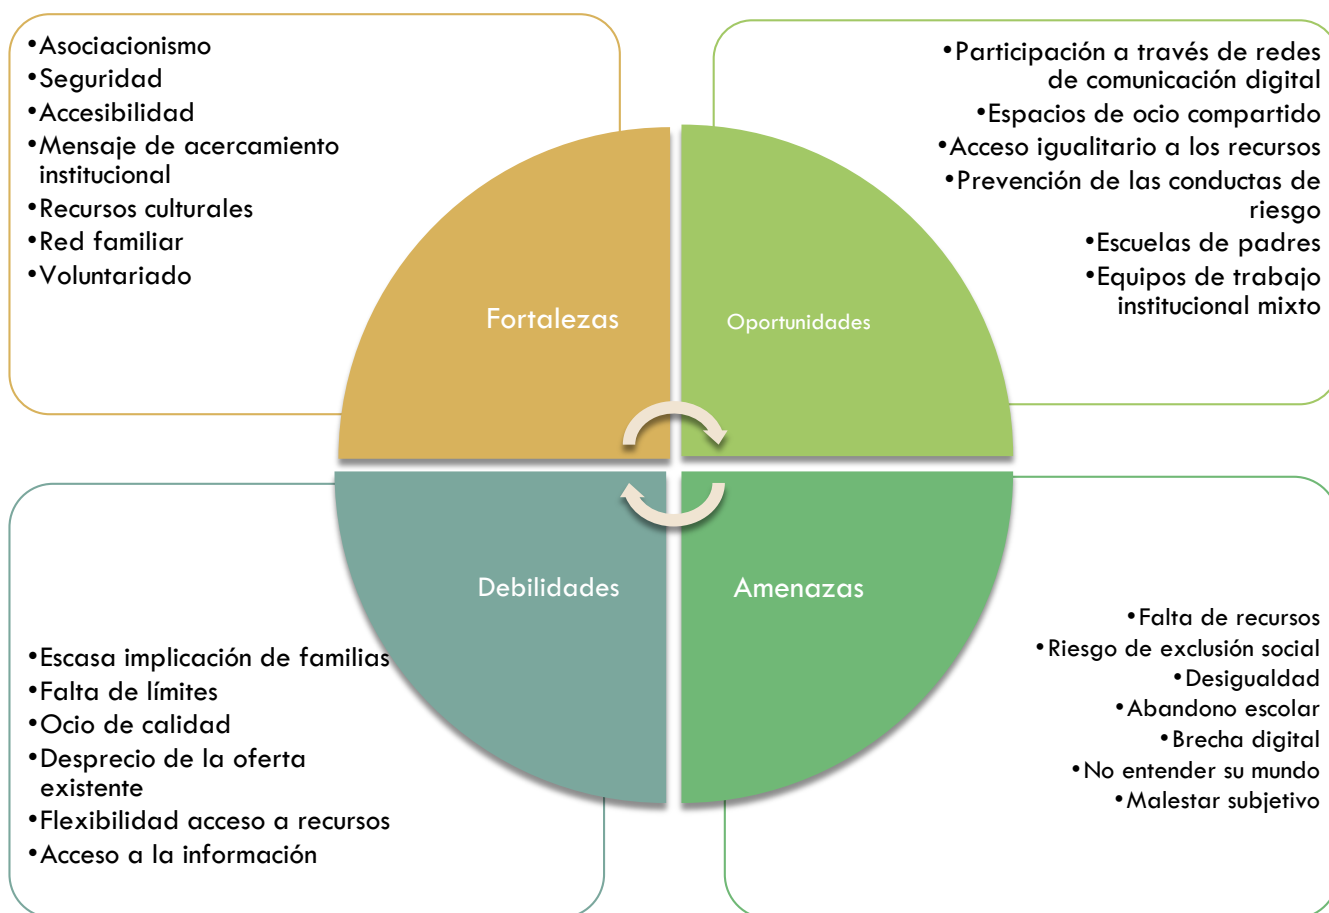 •Asociacionismo
•Seguridad
•Accesibilidad
•Mensaje de acercamiento
institucional
•Recursos culturales
•Red familiar
•Voluntariado
•Participación a través de redes
de comunicación digital
•Espacios de ocio compartido
•Acceso igualitario a los recursos
•Prevención de las conductas de
riesgo
•Escuelas de padres
•Equipos de trabajo
institucional mixto
Fortalezas
Oportunidades
Debilidades
Amenazas
•Escasa implicación de familias
•Falta de límites
•Ocio de calidad
•Desprecio de la oferta
existente
•Flexibilidad acceso a recursos
•Acceso a la información
•Falta de recursos
•Riesgo de exclusión social
•Desigualdad
•Abandono escolar
•Brecha digital
•No entender su mundo
•Malestar subjetivo